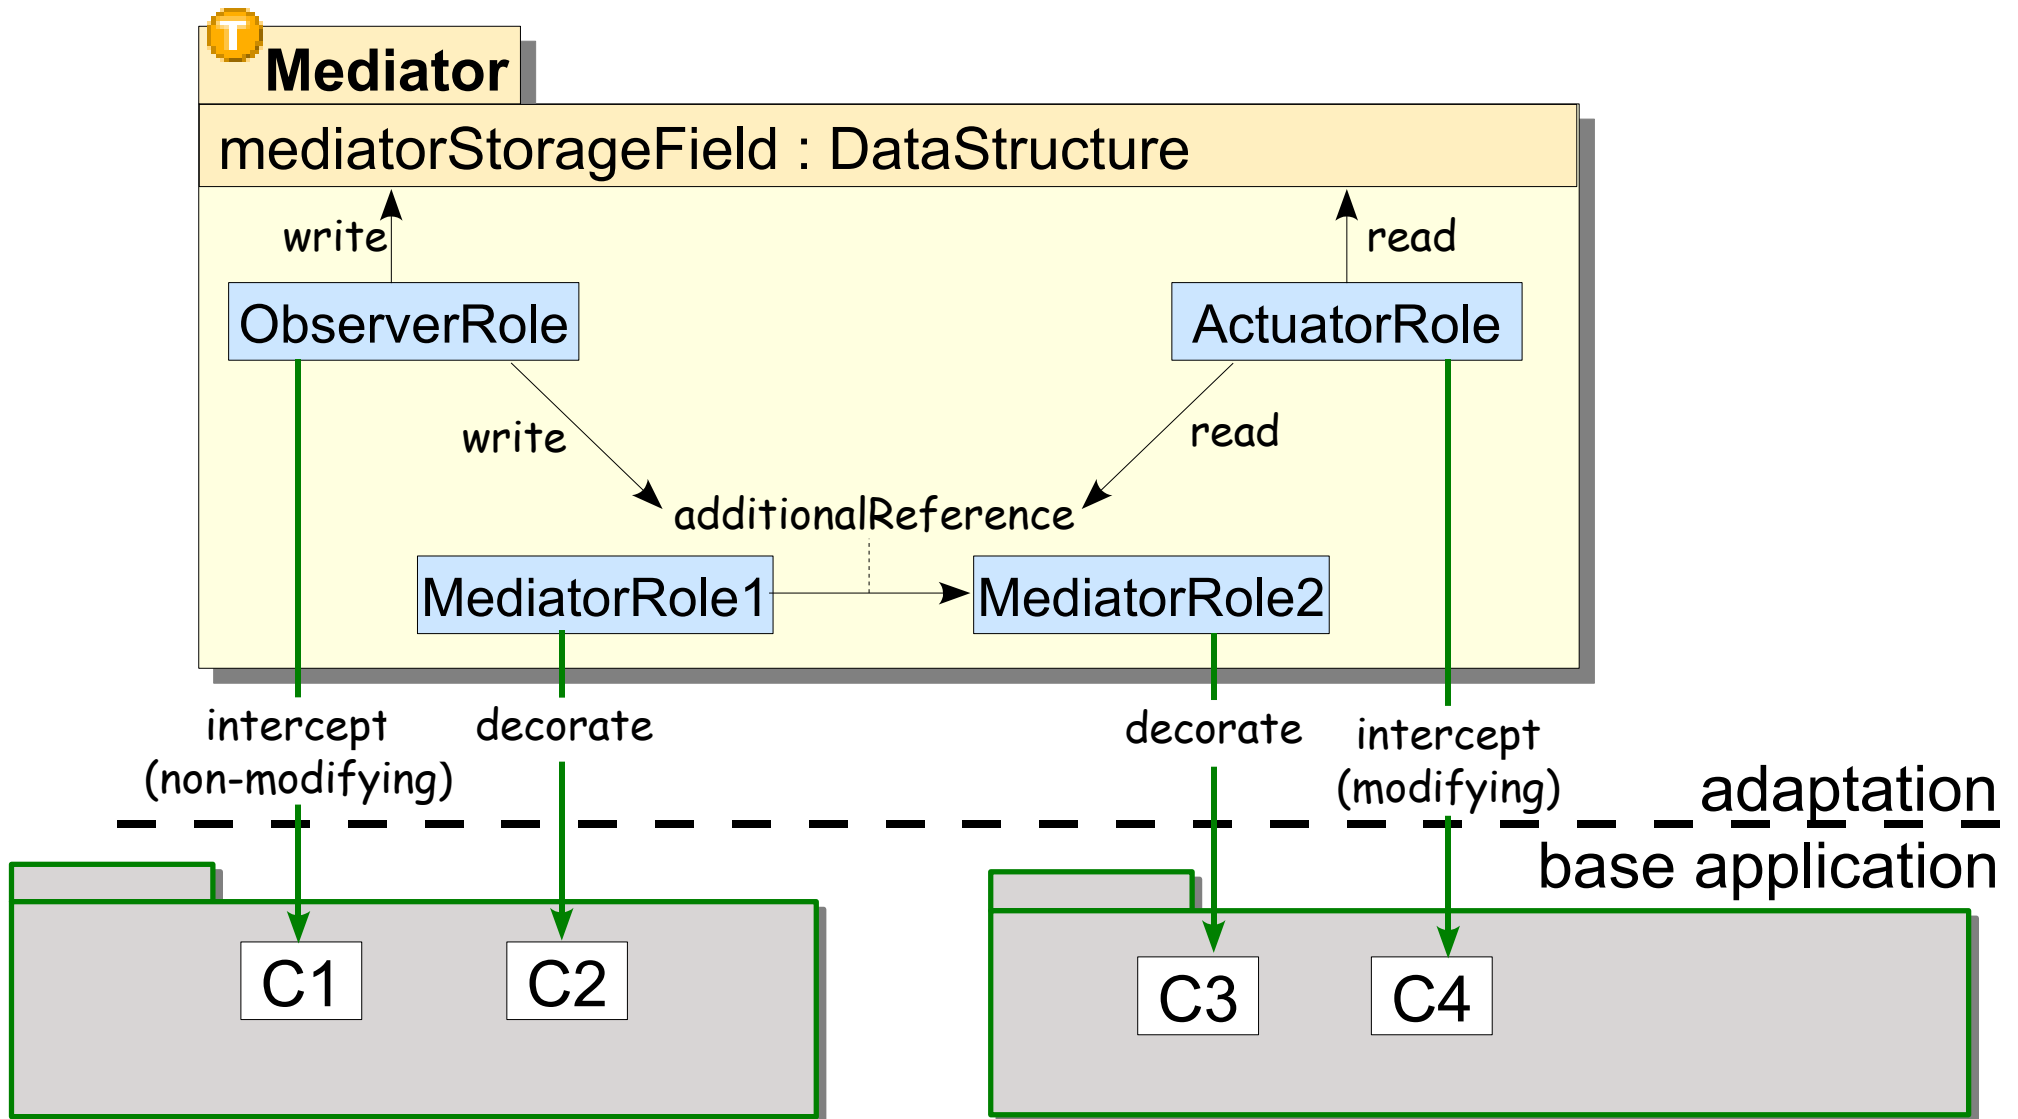 T
Mediator
mediatorStorageField : DataStructure
write
read
ObserverRole
ActuatorRole
write
read
additionalReference
MediatorRole1
MediatorRole2
intercept
(non-modifying)
decorate
decorate
intercept
(modifying)
adaptation
base application
C1
C2
C3
C4